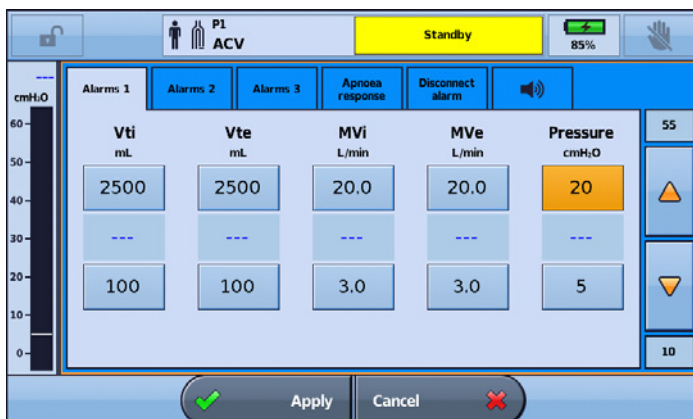 P1
ACV
Standby
85%
---
cmH₂O
60
50
40
30
20
10
0
Alarms 1
Alarms 2
Alarms 3
Apnoea
response
Disconnect
alarm
Vti Vte MVi MVe Pressure
mL mL L/min L/min cmH₂O
2500 2500 20.0 20.0 20
--- --- --- --- ---
100 100 3.0 3.0 5
55
10
Apply Cancel